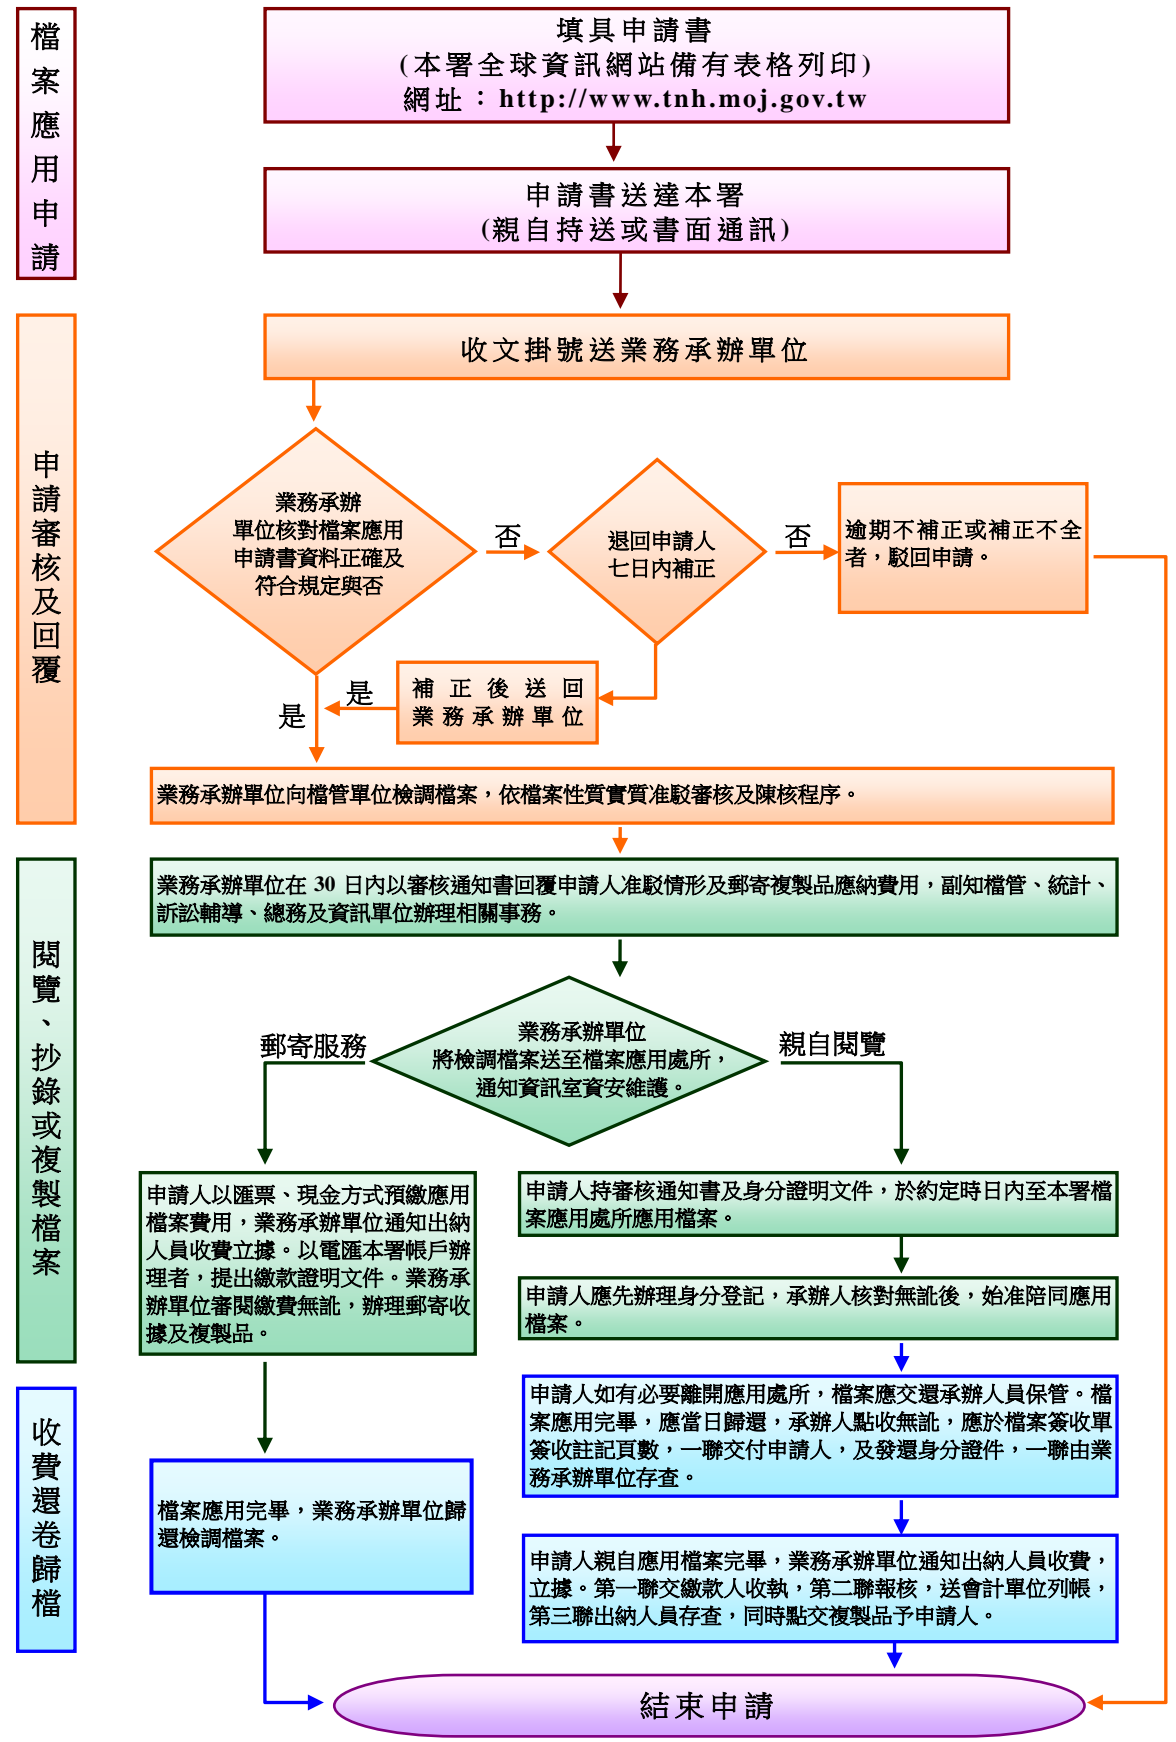 檔案應用申請
填具申請書
(本署全球資訊網站備有表格列印)
網址：http://www.tnh.moj.gov.tw
申請書送達本署
(親自持送或書面通訊)
申請審核及回覆
收文掛號送業務承辦單位
業務承辦
單位核對檔案應用
申請書資料正確及
符合規定與否
否
退回申請人
七日內補正
否
逾期不補正或補正不全
者，駁回申請。
補正後送回
業務承辦單位
是
是
業務承辦單位向檔管單位檢調檔案，依檔案性質實質准駁審核及陳核程序。
閱覽、抄錄或複製檔案
業務承辦單位在 30 日內以審核通知書回覆申請人准駁情形及郵寄複製品應納費用，副知檔管、統計、
訴訟輔導、總務及資訊單位辦理相關事務。
業務承辦單位
將檢調檔案送至檔案應用處所，
通知資訊室資安維護。
郵寄服務
親自閱覽
申請人以匯票、現金方式預繳應用
檔案費用，業務承辦單位通知出納
人員收費立據。以電匯本署帳戶辦
理者，提出繳款證明文件。業務承
辦單位審閱繳費無訛，辦理郵寄收
據及複製品。
申請人持審核通知書及身分證明文件，於約定時日內至本署檔
案應用處所應用檔案。
申請人應先辦理身分登記，承辦人核對無訛後，始准陪同應用
檔案。
收費還卷歸檔
檔案應用完畢，業務承辦單位歸
還檢調檔案。
申請人如有必要離開應用處所，檔案應交還承辦人員保管。檔
案應用完畢，應當日歸還，承辦人點收無訛，應於檔案簽收單
簽收註記頁數，一聯交付申請人，及發還身分證件，一聯由業
務承辦單位存查。
申請人親自應用檔案完畢，業務承辦單位通知出納人員收費，
立據。第一聯交繳款人收執，第二聯報核，送會計單位列帳，
第三聯出納人員存查，同時點交複製品予申請人。
結束申請